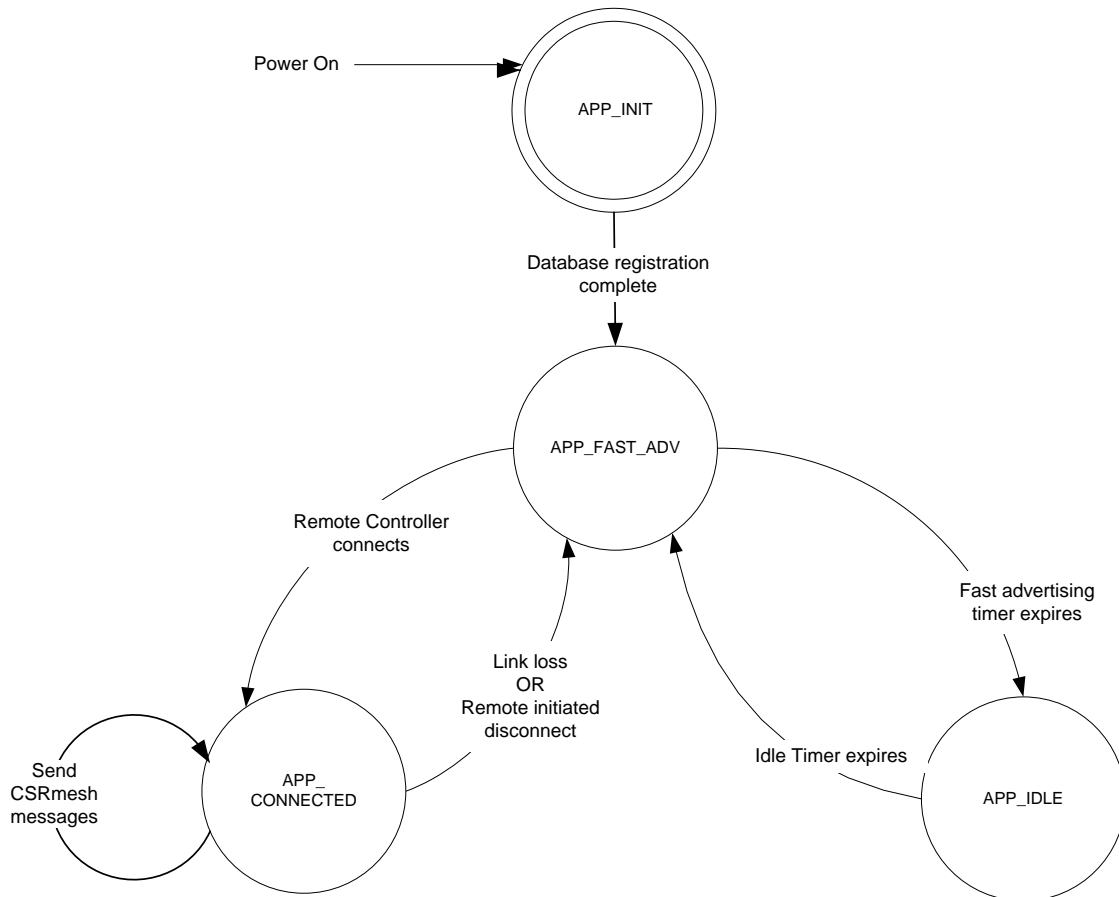 Power On
APP_INIT
Database registration
complete
APP_FAST_ADV
Remote Controller
connects
Fast advertising
timer expires
Link loss
OR
Remote initiated
disconnect
Idle Timer expires
Send
CSRmesh
messages
APP_
CONNECTED
APP_IDLE